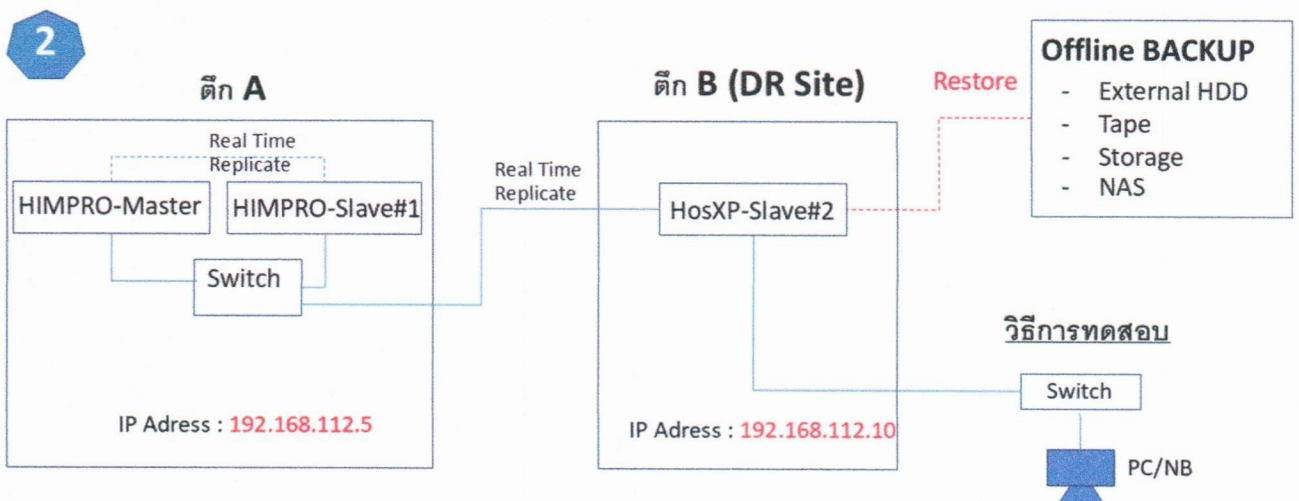 2
ตึก A
ตึก B (DR Site)
Restore
Offline BACKUP
- External HDD
- Tape
- Storage
- NAS
Real Time
Replicate
HIMPRO-Master
HIMPRO-Slave#1
Switch
Real Time
Replicate
HosXP-Slave#2
IP Adress : 192.168.112.5
IP Adress : 192.168.112.10
วิธีการทดสอบ
Switch
PC/NB